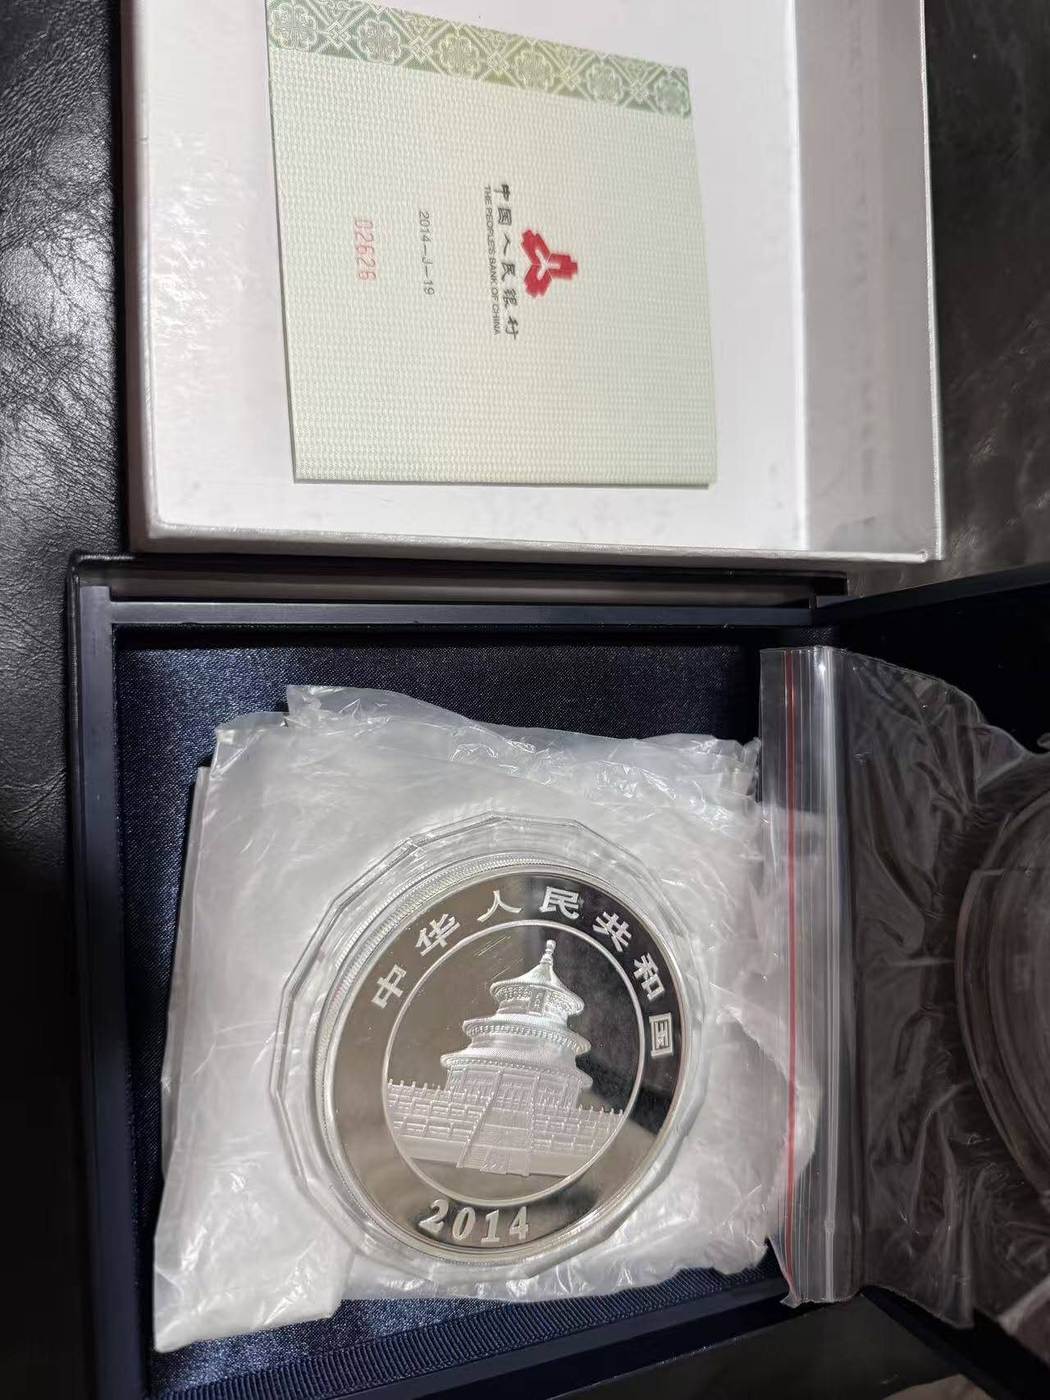 中国人民银行
THE PEOPLE'S BANK OF CHINA
2014—J—19
02626
中华人民共和国
2014